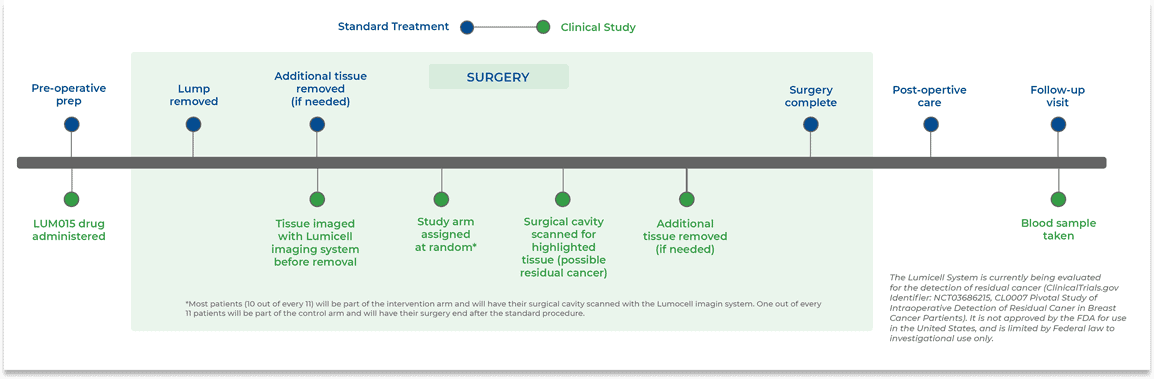 Standard Treatment
Clinical Study
SURGERY
Pre-operative
prep
Lump
removed
Additional tissue
removed
(if needed)
Surgery
complete
Post-opertive
care
Follow-up
visit
LUM015 drug
administered
Tissue imaged
with Lumicell
imaging system
before removal
Study arm
assigned
at random*
Surgical cavity
scanned for
highlighted
tissue (possible
residual cancer)
Additional
tissue removed
(if needed)
Blood sample
taken
*Most patients (10 out of every 11) will be part of the intervention arm and will have their surgical cavity scanned with the Lumocell imagin system. One out of every
11 patients will be part of the control arm and will have their surgery end after the standard procedure.
The Lumicell System is currently being evaluated
for the detection of residual cancer (ClinicalTrials.gov
Identifier: NCT03686215, CL0007 Pivotal Study of
Intraoperative Detection of Residual Caner in Breast
Cancer Partients). It is not approved by the FDA for use
in the United States, and is limited by Federal law to
investigational use only.